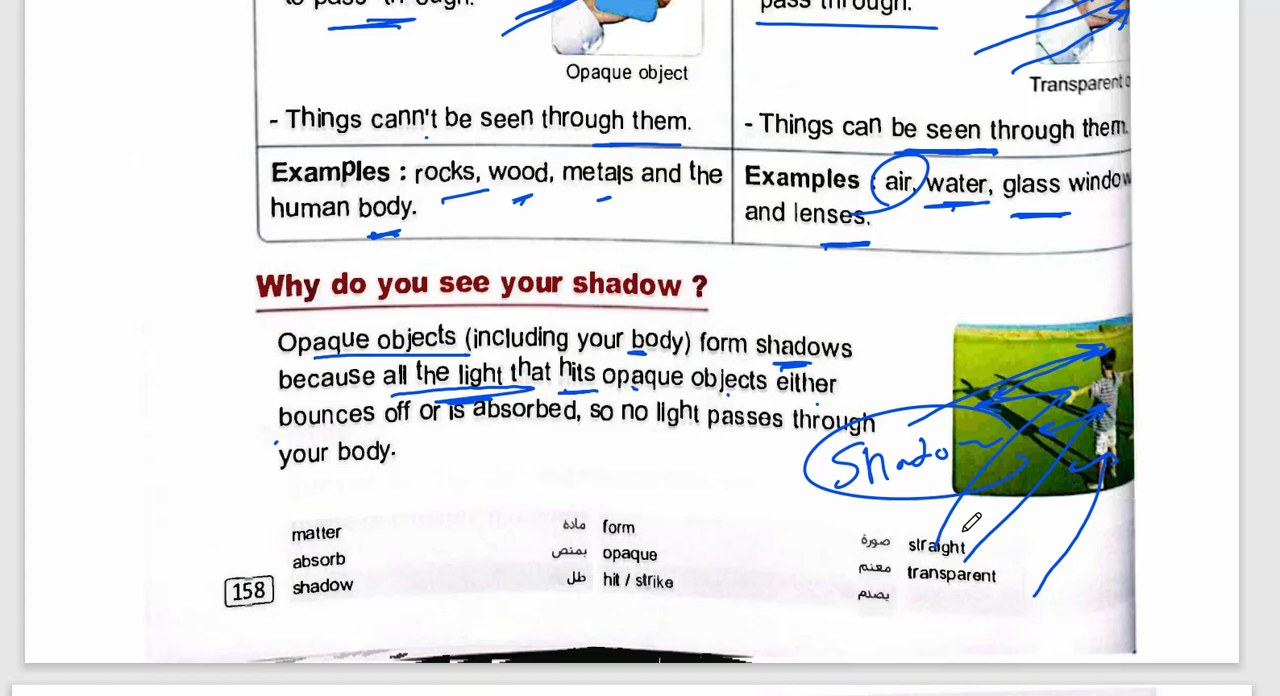 pass through.
Opaque object
Transparent
- Things cann't be seen through them.
- Things can be seen through them.
Examples : rocks, wood, metals and the
human body.
Examples : air, water, glass window
and lenses.
Why do you see your shadow ?
Opaque objects (including your body) form shadows
because all the light that hits opaque objects either
bounces off or is absorbed, so no light passes through
your body.
Shado
matter مادة form صورة straight
absorb يمتص opaque معتم transparent
shadow ظل hit / strike يصدم
158